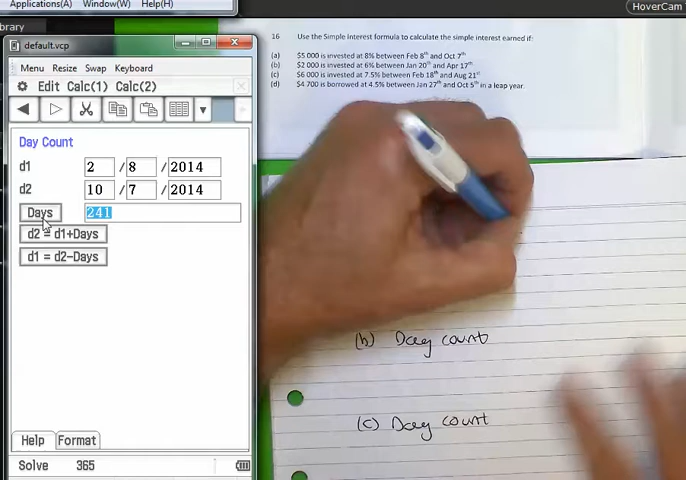 Applications(A) Window(W) Help(H)
HoverCam
library
default.vcp
Menu Resize Swap Keyboard
Edit Calc(1) Calc(2)
Day Count
d1 2 / 8 / 2014
d2 10 / 7 / 2014
Days 241
d2 = d1+Days
d1 = d2-Days
Help Format
Solve 365
16 Use the Simple Interest formula to calculate the simple interest earned if:
(a) $5 000 is invested at 8% between Feb 8th and Oct 7th
(b) $2 000 is invested at 6% between Jan 20th and Apr 17th
(c) $6 000 is invested at 7.5% between Feb 18th and Aug 21st
(d) $4 700 is borrowed at 4.5% between Jan 27th and Oct 5th in a leap year.
(b) Day count
(c) Day count